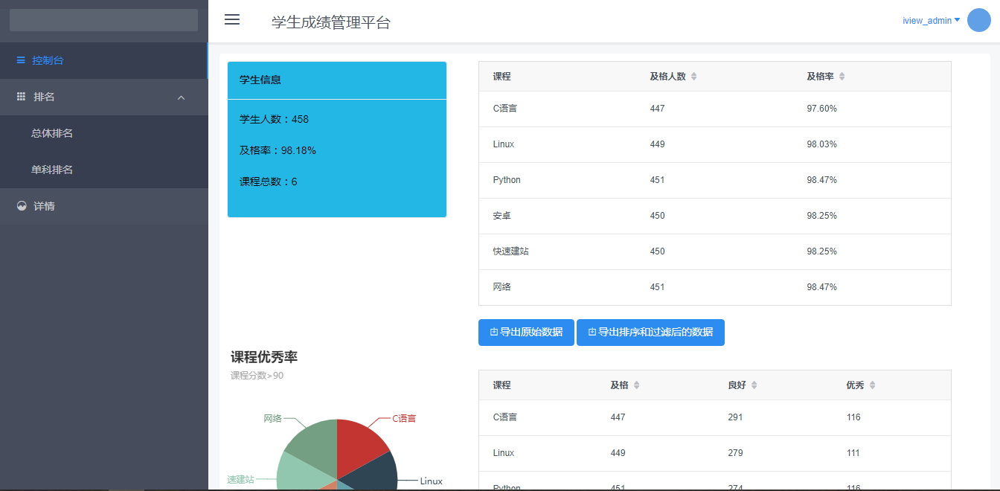 学生成绩管理平台
iview_admin
控制台
排名
总体排名
单科排名
详情
学生信息
学生人数：458
及格率：98.18%
课程总数：6
课程 及格人数 及格率
C语言 447 97.60%
Linux 449 98.03%
Python 451 98.47%
安卓 450 98.25%
快速建站 450 98.25%
网络 451 98.47%
导出原始数据 导出排序和过滤后的数据
课程优秀率
课程分数>90
网络
C语言
速建站
Linux
课程 及格 良好 优秀
C语言 447 291 116
Linux 449 279 111
Python 451 274 116